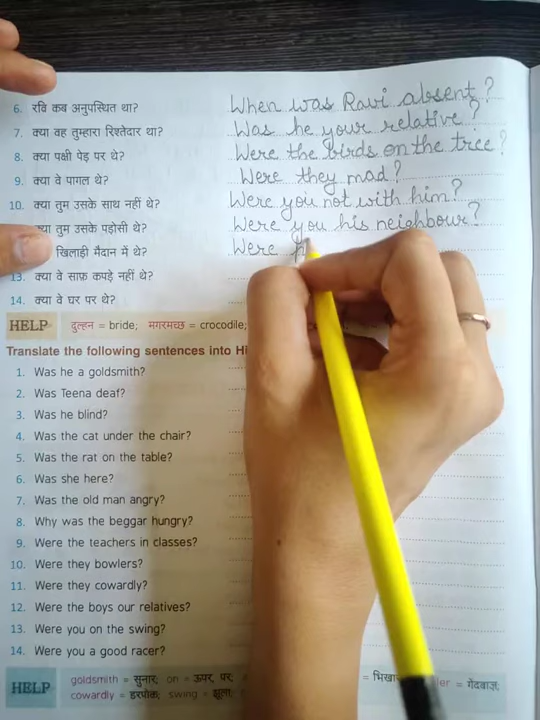 6. रवि कब अनुपस्थित था? When was Ravi absent?
7. क्या वह तुम्हारा रिश्तेदार था? Was he your relative?
8. क्या पक्षी पेड़ पर थे? Were the birds on the tree?
9. क्या वे पागल थे? Were they mad?
10. क्या तुम उसके साथ नहीं थे? Were you not with him?
क्या तुम उसके पड़ोसी थे? Were you his neighbour?
खिलाड़ी मैदान में थे? Were
13. क्या वे साफ़ कपड़े नहीं थे?
14. क्या वे घर पर थे?
HELP दुल्हन = bride; मगरमच्छ = crocodile;
Translate the following sentences into
1. Was he a goldsmith?
2. Was Teena deaf?
3. Was he blind?
4. Was the cat under the chair?
5. Was the rat on the table?
6. Was she here?
7. Was the old man angry?
8. Why was the beggar hungry?
9. Were the teachers in classes?
10. Were they bowlers?
11. Were they cowardly?
12. Were the boys our relatives?
13. Were you on the swing?
14. Were you a good racer?
HELP goldsmith = सुनार; on = ऊपर, पर; = गेंदबाज़;
cowardly = डरपोक; swing = झूला;